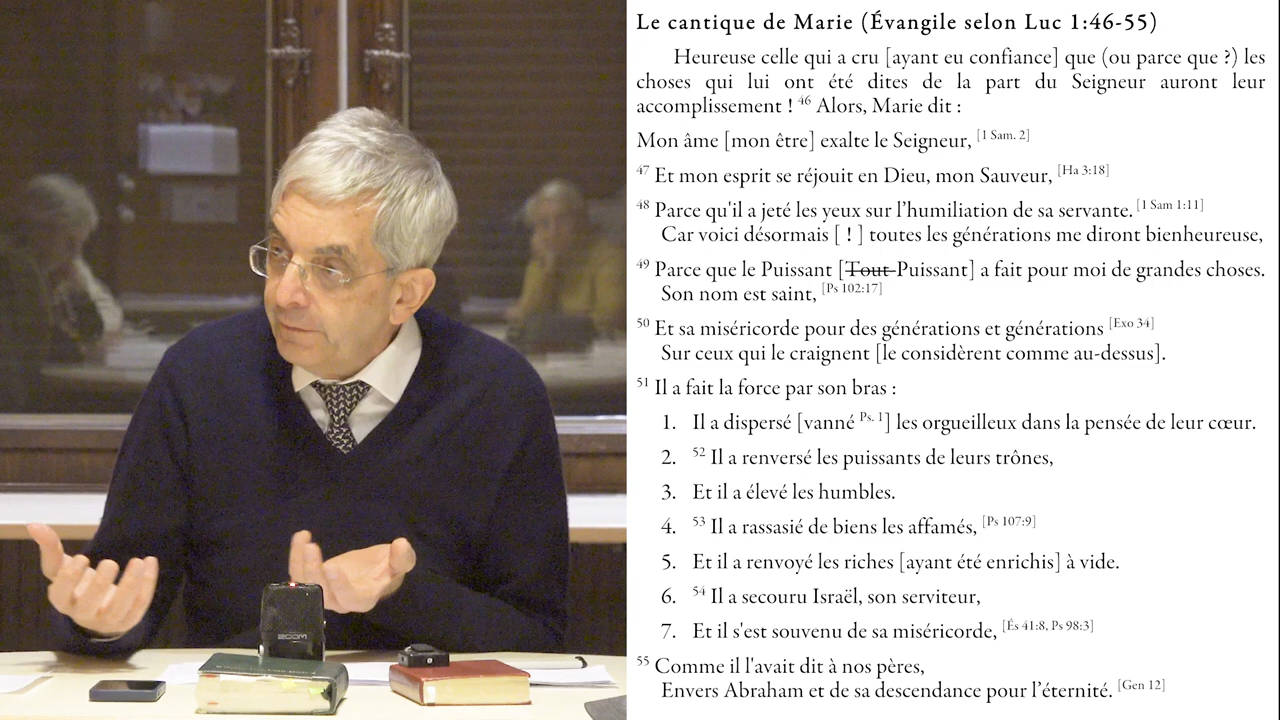 Le cantique de Marie (Évangile selon Luc 1:46-55)
Heureuse celle qui a cru [ayant eu confiance] que (ou parce que ?) les
choses qui lui ont été dites de la part du Seigneur auront leur
accomplissement ! 46 Alors, Marie dit :
Mon âme [mon être] exalte le Seigneur, [1 Sam. 2]
47 Et mon esprit se réjouit en Dieu, mon Sauveur, [Ha 3:18]
48 Parce qu'il a jeté les yeux sur l’humiliation de sa servante. [1 Sam 1:11]
Car voici désormais [ ! ] toutes les générations me diront bienheureuse,
49 Parce que le Puissant [Tout-Puissant] a fait pour moi de grandes choses.
Son nom est saint, [Ps 102:17]
50 Et sa miséricorde pour des générations et générations [Exo 34]
Sur ceux qui le craignent [le considèrent comme au-dessus].
51 Il a fait la force par son bras :
1. Il a dispersé [vanné Ps. 1] les orgueilleux dans la pensée de leur cœur.
2. 52 Il a renversé les puissants de leurs trônes,
3. Et il a élevé les humbles.
4. 53 Il a rassasié de biens les affamés, [Ps 107:9]
5. Et il a renvoyé les riches [ayant été enrichis] à vide.
6. 54 Il a secouru Israël, son serviteur,
7. Et il s'est souvenu de sa miséricorde, [És 41:8, Ps 98:3]
55 Comme il l'avait dit à nos pères,
Envers Abraham et de sa descendance pour l’éternité. [Gen 12]
zoom